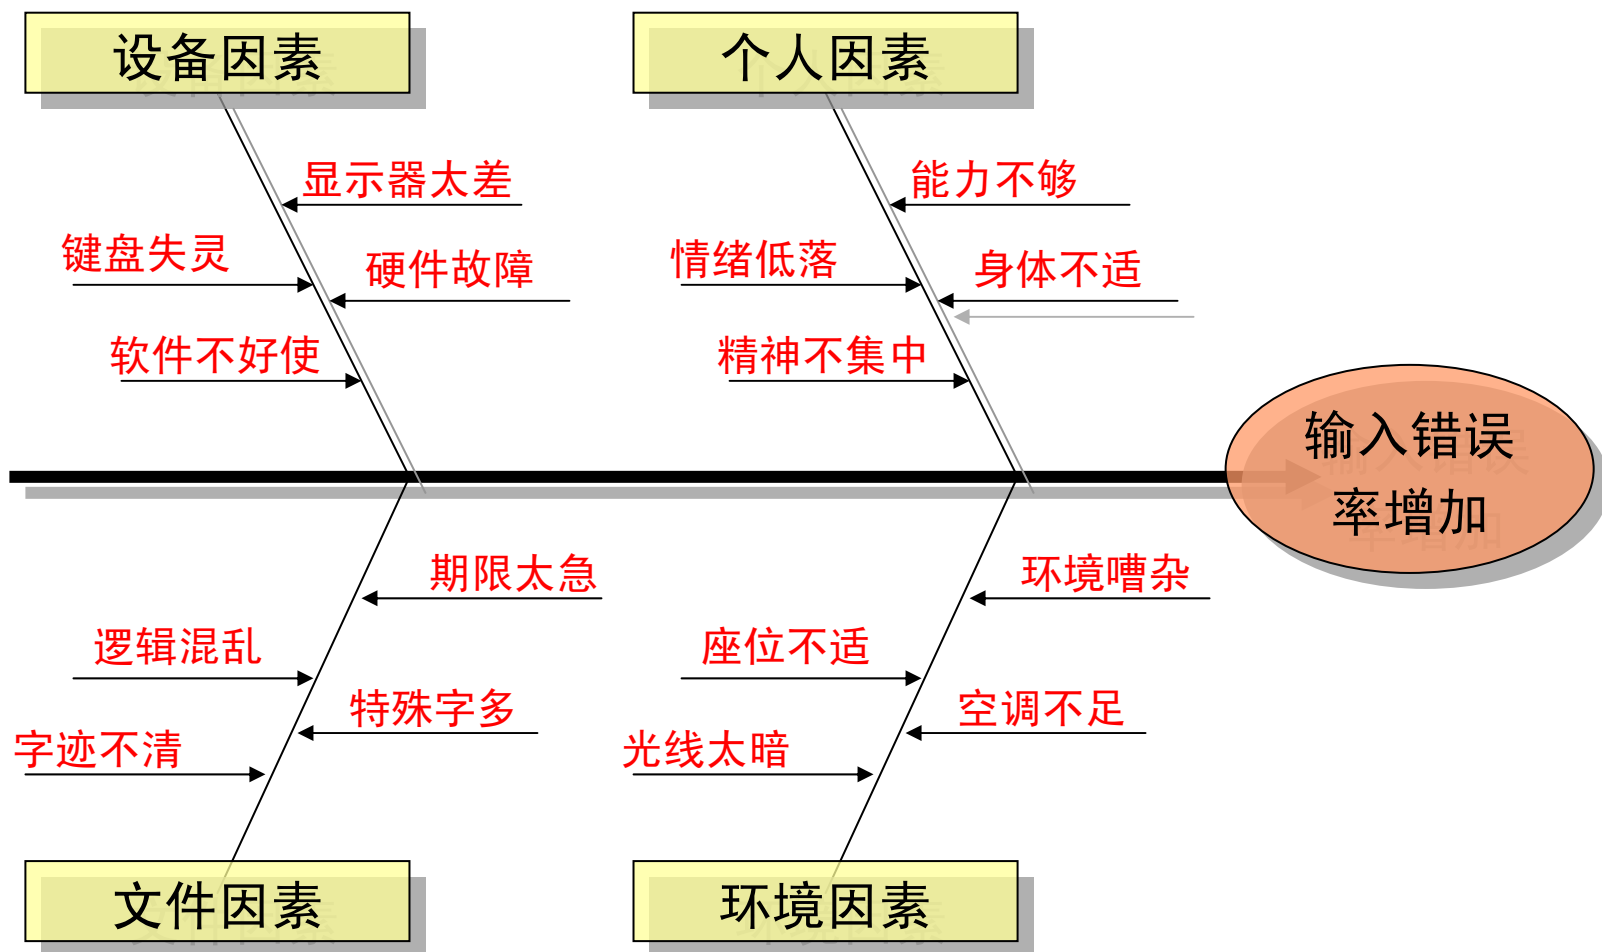 设备因素
个人因素
显示器太差
能力不够
键盘失灵
硬件故障
情绪低落
身体不适
软件不好使
精神不集中
输入错误
率增加
期限太急
环境嘈杂
逻辑混乱
座位不适
特殊字多
空调不足
字迹不清
光线太暗
文件因素
环境因素